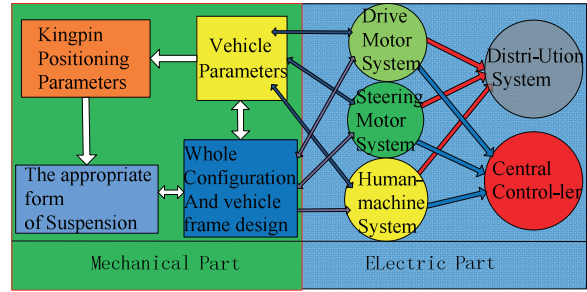 Kingpin
Positioning
Parameters
Vehicle
Parameters
The appropriate
form
of Suspension
Whole
Configuration
And vehicle
frame design
Mechanical Part
Drive
Motor
System
Steering
Motor
System
Human-
machine
System
Distri-Ution
System
Central
Control-ler
ELectric Part